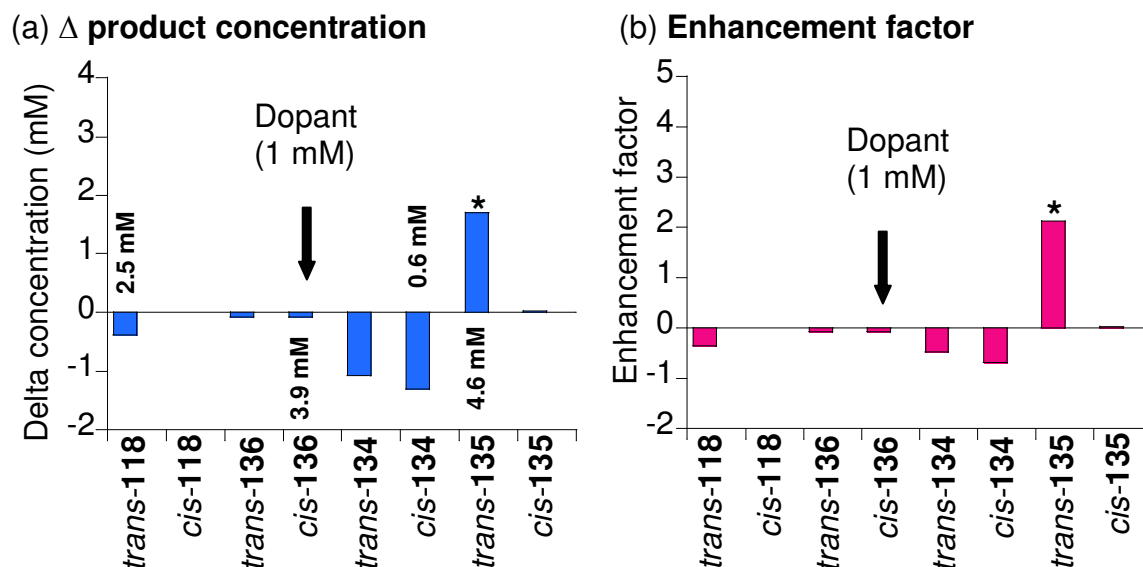 (a) Δ product concentration
Delta concentration (mM)
4
3
2
1
0
-1
-2
Dopant
(1 mM)
2.5 mM
3.9 mM
0.6 mM
4.6 mM
*
trans-118
cis-118
trans-136
cis-136
trans-134
cis-134
trans-135
cis-135
(b) Enhancement factor
Enhancement factor
5
4
3
2
1
0
-1
-2
Dopant
(1 mM)
*
trans-118
cis-118
trans-136
cis-136
trans-134
cis-134
trans-135
cis-135